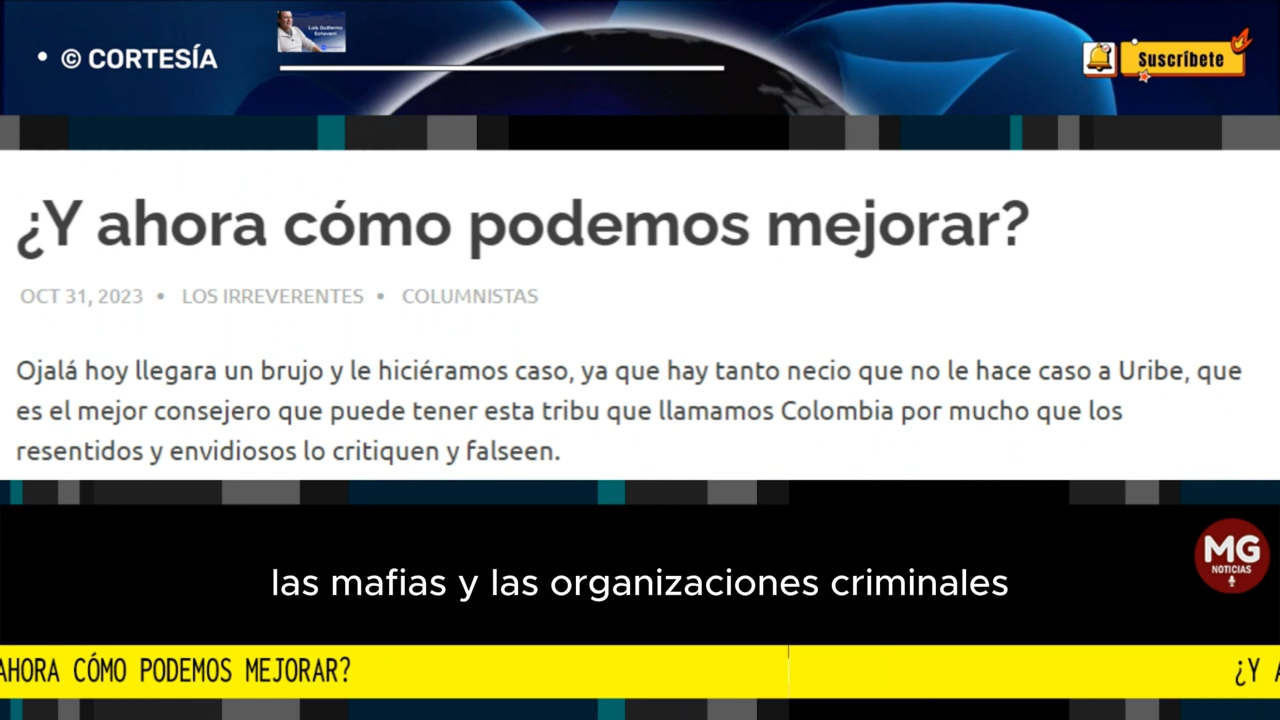 • © CORTESÍA
Luis Guillermo
Echeverri
Suscríbete
¿Y ahora cómo podemos mejorar?
OCT 31, 2023 • LOS IRREVERENTES • COLUMNISTAS
Ojalá hoy llegara un brujo y le hiciéramos caso, ya que hay tanto necio que no le hace caso a Uribe, que
es el mejor consejero que puede tener esta tribu que llamamos Colombia por mucho que los
resentidos y envidiosos lo critiquen y falseen.
las mafias y las organizaciones criminales
MG
NOTICIAS
AHORA CÓMO PODEMOS MEJORAR?
¿Y A